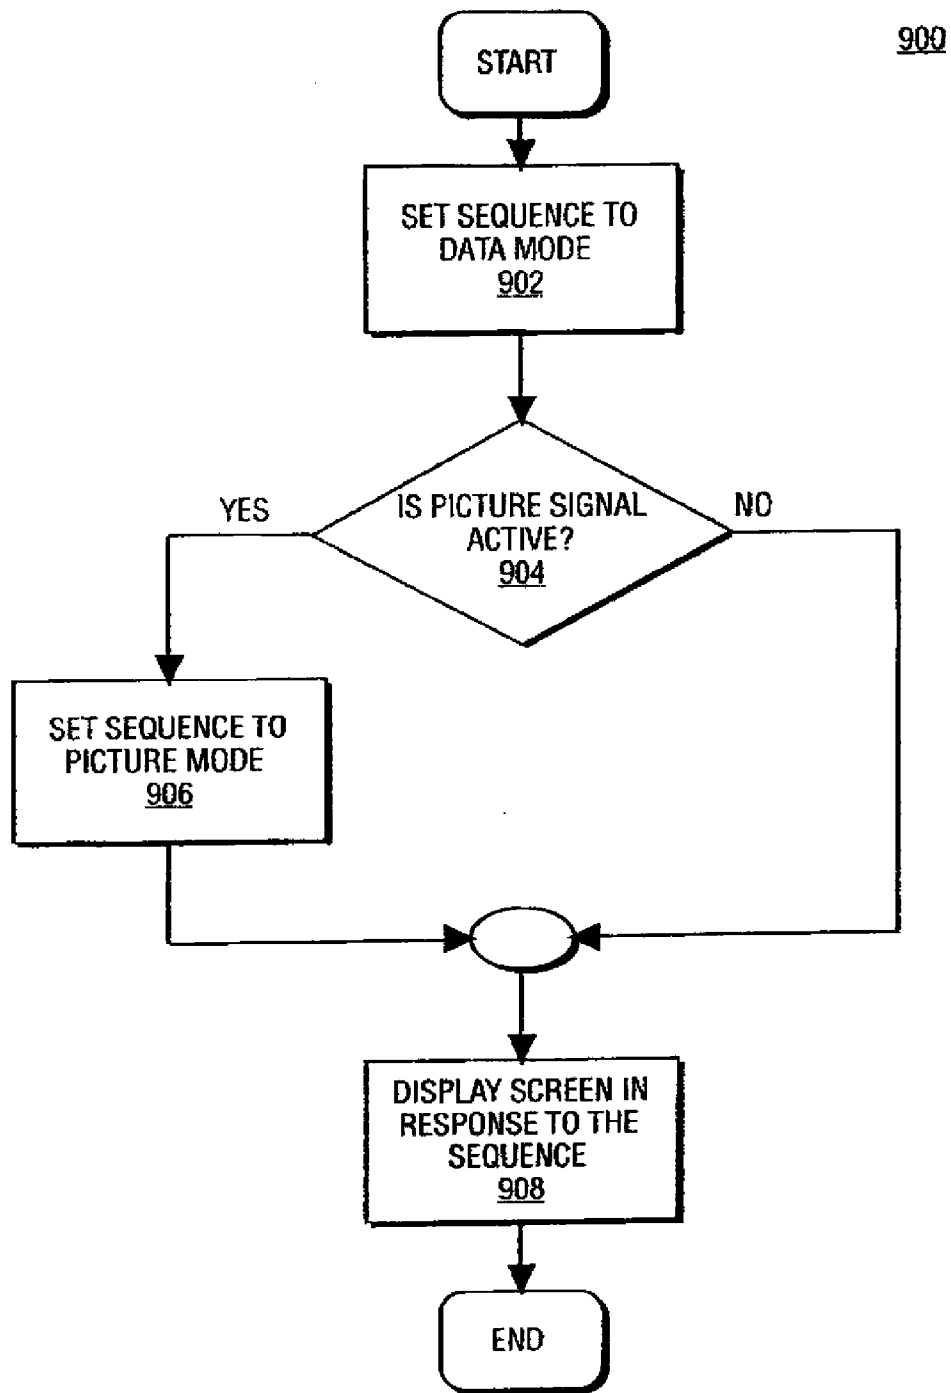 900
START
SET SEQUENCE TO
DATA MODE
902
IS PICTURE SIGNAL
ACTIVE?
904
YES
NO
SET SEQUENCE TO
PICTURE MODE
906
DISPLAY SCREEN IN
RESPONSE TO THE
SEQUENCE
908
END